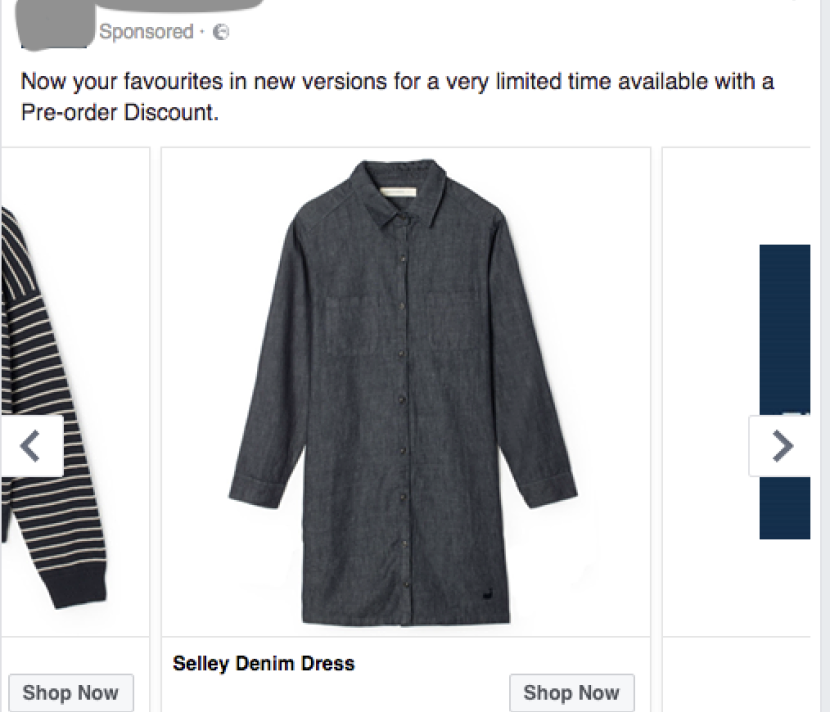 Sponsored ·
Now your favourites in new versions for a very limited time available with a
Pre-order Discount.
Selley Denim Dress
Shop Now
Shop Now